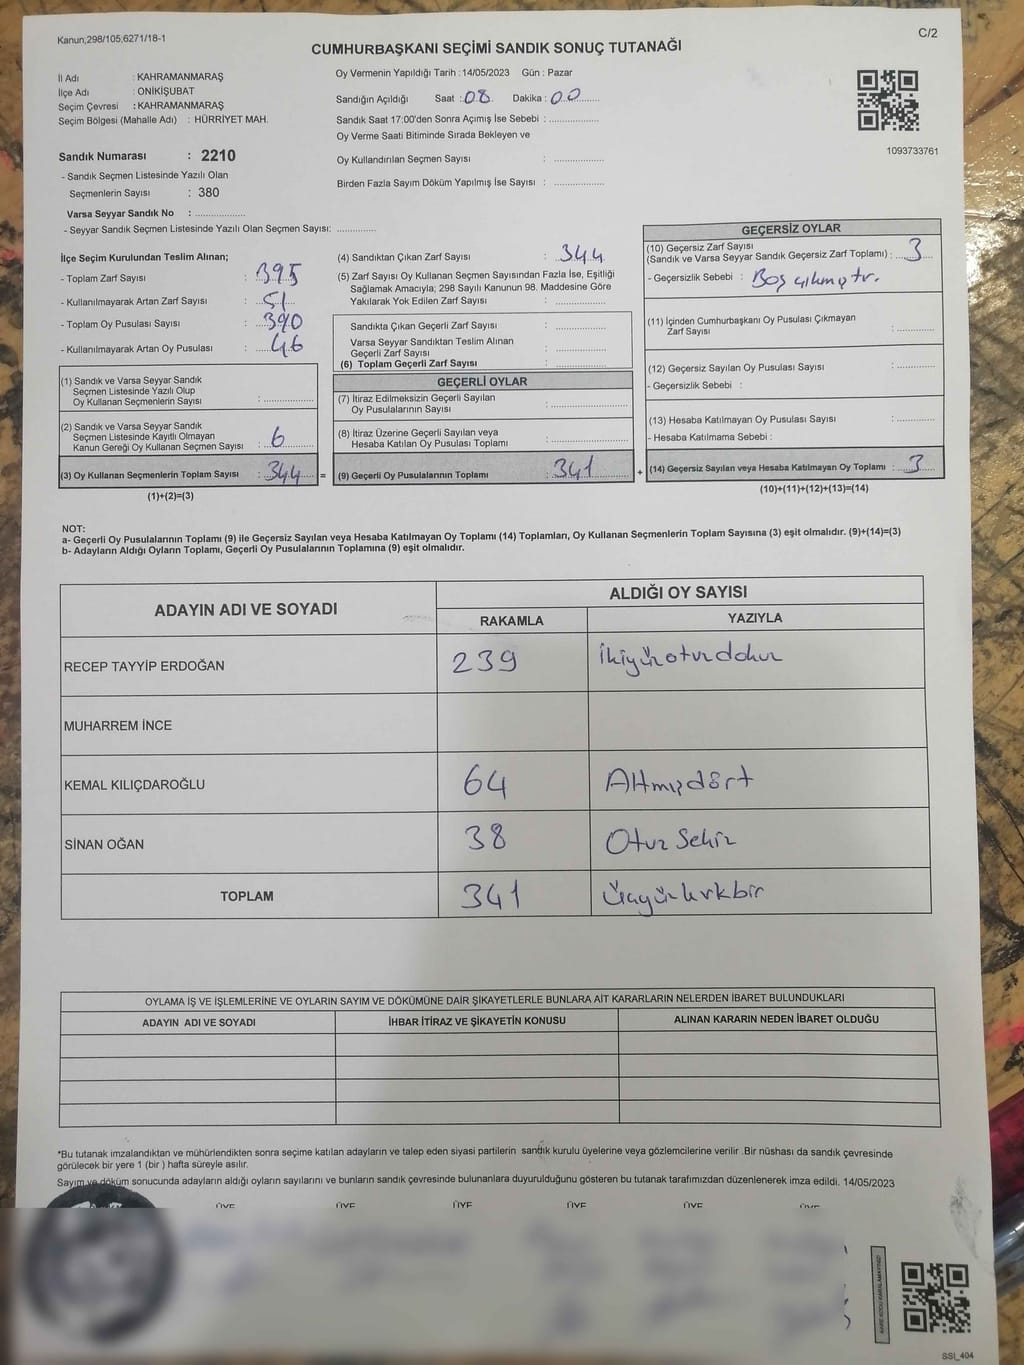 Kanun;298/105;6271/18-1
C/2
CUMHURBAŞKANI SEÇİMİ SANDIK SONUÇ TUTANAĞI
İl Adı : KAHRAMANMARAŞ
İlçe Adı : ONİKİŞUBAT
Seçim Çevresi : KAHRAMANMARAŞ
Seçim Bölgesi (Mahalle Adı) : HÜRRİYET MAH.
Sandık Numarası : 2210
- Sandık Seçmen Listesinde Yazılı Olan
Seçmenlerin Sayısı : 380
Varsa Seyyar Sandık No : ..................
- Seyyar Sandık Seçmen Listesinde Yazılı Olan Seçmen Sayısı: ..............
Oy Vermenin Yapıldığı Tarih : 14/05/2023 Gün : Pazar
Sandığın Açıldığı Saat : 08 Dakika : 00
Sandık Saat 17:00'den Sonra Açımış İse Sebebi : ..................
Oy Verme Saati Bitiminde Sırada Bekleyen ve
Oy Kullandırılan Seçmen Sayısı : ..................
Birden Fazla Sayım Döküm Yapılmış İse Sayısı : ..................
1093733761
İlçe Seçim Kurulundan Teslim Alınan;
- Toplam Zarf Sayısı : 395
- Kullanılmayarak Artan Zarf Sayısı : 51
- Toplam Oy Pusulası Sayısı : 390
- Kullanılmayarak Artan Oy Pusulası : 46
(1) Sandık ve Varsa Seyyar Sandık
Seçmen Listesinde Yazılı Olup
Oy Kullanan Seçmenlerin Sayısı : ..................
(2) Sandık ve Varsa Seyyar Sandık
Seçmen Listesinde Kayıtlı Olmayan
Kanun Gereği Oy Kullanan Seçmen Sayısı : 6
(3) Oy Kullanan Seçmenlerin Toplam Sayısı : 344 =
(1)+(2)=(3)
(4) Sandıktan Çıkan Zarf Sayısı : 344
(5) Zarf Sayısı Oy Kullanan Seçmen Sayısından Fazla İse, Eşitliği
Sağlamak Amacıyla; 298 Sayılı Kanunun 98. Maddesine Göre
Yakılarak Yok Edilen Zarf Sayısı : ..................
Sandıkta Çıkan Geçerli Zarf Sayısı : ..................
Varsa Seyyar Sandıktan Teslim Alınan
Geçerli Zarf Sayısı : ..................
(6) Toplam Geçerli Zarf Sayısı : ..................
GEÇERLİ OYLAR
(7) İtiraz Edilmeksizin Geçerli Sayılan
Oy Pusulalarının Sayısı : ..................
(8) İtiraz Üzerine Geçerli Sayılan veya
Hesaba Katılan Oy Pusulası Toplamı : ..................
(9) Geçerli Oy Pusulalarının Toplamı : 341 +
GEÇERSİZ OYLAR
(10) Geçersiz Zarf Sayısı
(Sandık ve Varsa Seyyar Sandık Geçersiz Zarf Toplamı) : 3
- Geçersizlik Sebebi : Boş çıkmıştır.
(11) İçinden Cumhurbaşkanı Oy Pusulası Çıkmayan
Zarf Sayısı : ..................
(12) Geçersiz Sayılan Oy Pusulası Sayısı : ..................
- Geçersizlik Sebebi :
(13) Hesaba Katılmayan Oy Pusulası Sayısı : ..................
- Hesaba Katılmama Sebebi :
(14) Geçersiz Sayılan veya Hesaba Katılmayan Oy Toplamı : 3
(10)+(11)+(12)+(13)=(14)
NOT:
a- Geçerli Oy Pusulalarının Toplamı (9) ile Geçersiz Sayılan veya Hesaba Katılmayan Oy Toplamı (14) Toplamları, Oy Kullanan Seçmenlerin Toplam Sayısına (3) eşit olmalıdır. (9)+(14)=(3)
b- Adayların Aldığı Oyların Toplamı, Geçerli Oy Pusulalarının Toplamına (9) eşit olmalıdır.
ADAYIN ADI VE SOYADI
ALDIĞI OY SAYISI
RAKAMLA YAZIYLA
RECEP TAYYİP ERDOĞAN 239 İkiyüzotuzdokuz
MUHARREM İNCE
KEMAL KILIÇDAROĞLU 64 Altmışdört
SİNAN OĞAN 38 Otuz Sekiz
TOPLAM 341 Üçyüzkırkbir
OYLAMA İŞ VE İŞLEMLERİNE VE OYLARIN SAYIM VE DÖKÜMÜNE DAİR ŞİKAYETLERLE BUNLARA AİT KARARLARIN NELERDEN İBARET BULUNDUKLARI
ADAYIN ADI VE SOYADI İHBAR İTİRAZ VE ŞİKAYETİN KONUSU ALINAN KARARIN NEDEN İBARET OLDUĞU
*Bu tutanak imzalandıktan ve mühürlendikten sonra seçime katılan adayların ve talep eden siyasi partilerin sandık kurulu üyelerine veya gözlemcilerine verilir .Bir nüshası da sandık çevresinde
görülecek bir yere 1 (bir ) hafta süreyle asılır.
Sayım ve döküm sonucunda adayların aldığı oyların sayılarını ve bunların sandık çevresinde bulunanlara duyurulduğunu gösteren bu tutanak tarafımızdan düzenlenerek imza edildi. 14/05/2023
ÜYE ÜYE ÜYE ÜYE ÜYE ÜYE
SSİ_404